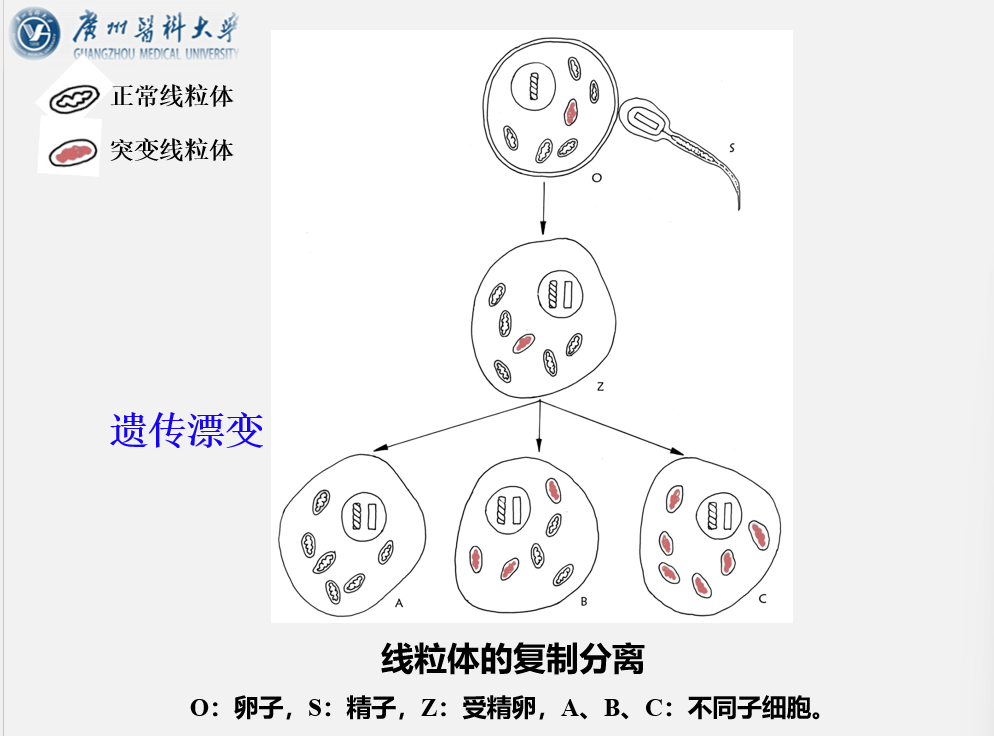 廣州醫科大學
GUANGZHOU MEDICAL UNIVERSITY
正常线粒体
突变线粒体
S
O
Z
遗传漂变
A
B
C
线粒体的复制分离
O：卵子，S：精子，Z：受精卵，A、B、C：不同子细胞。